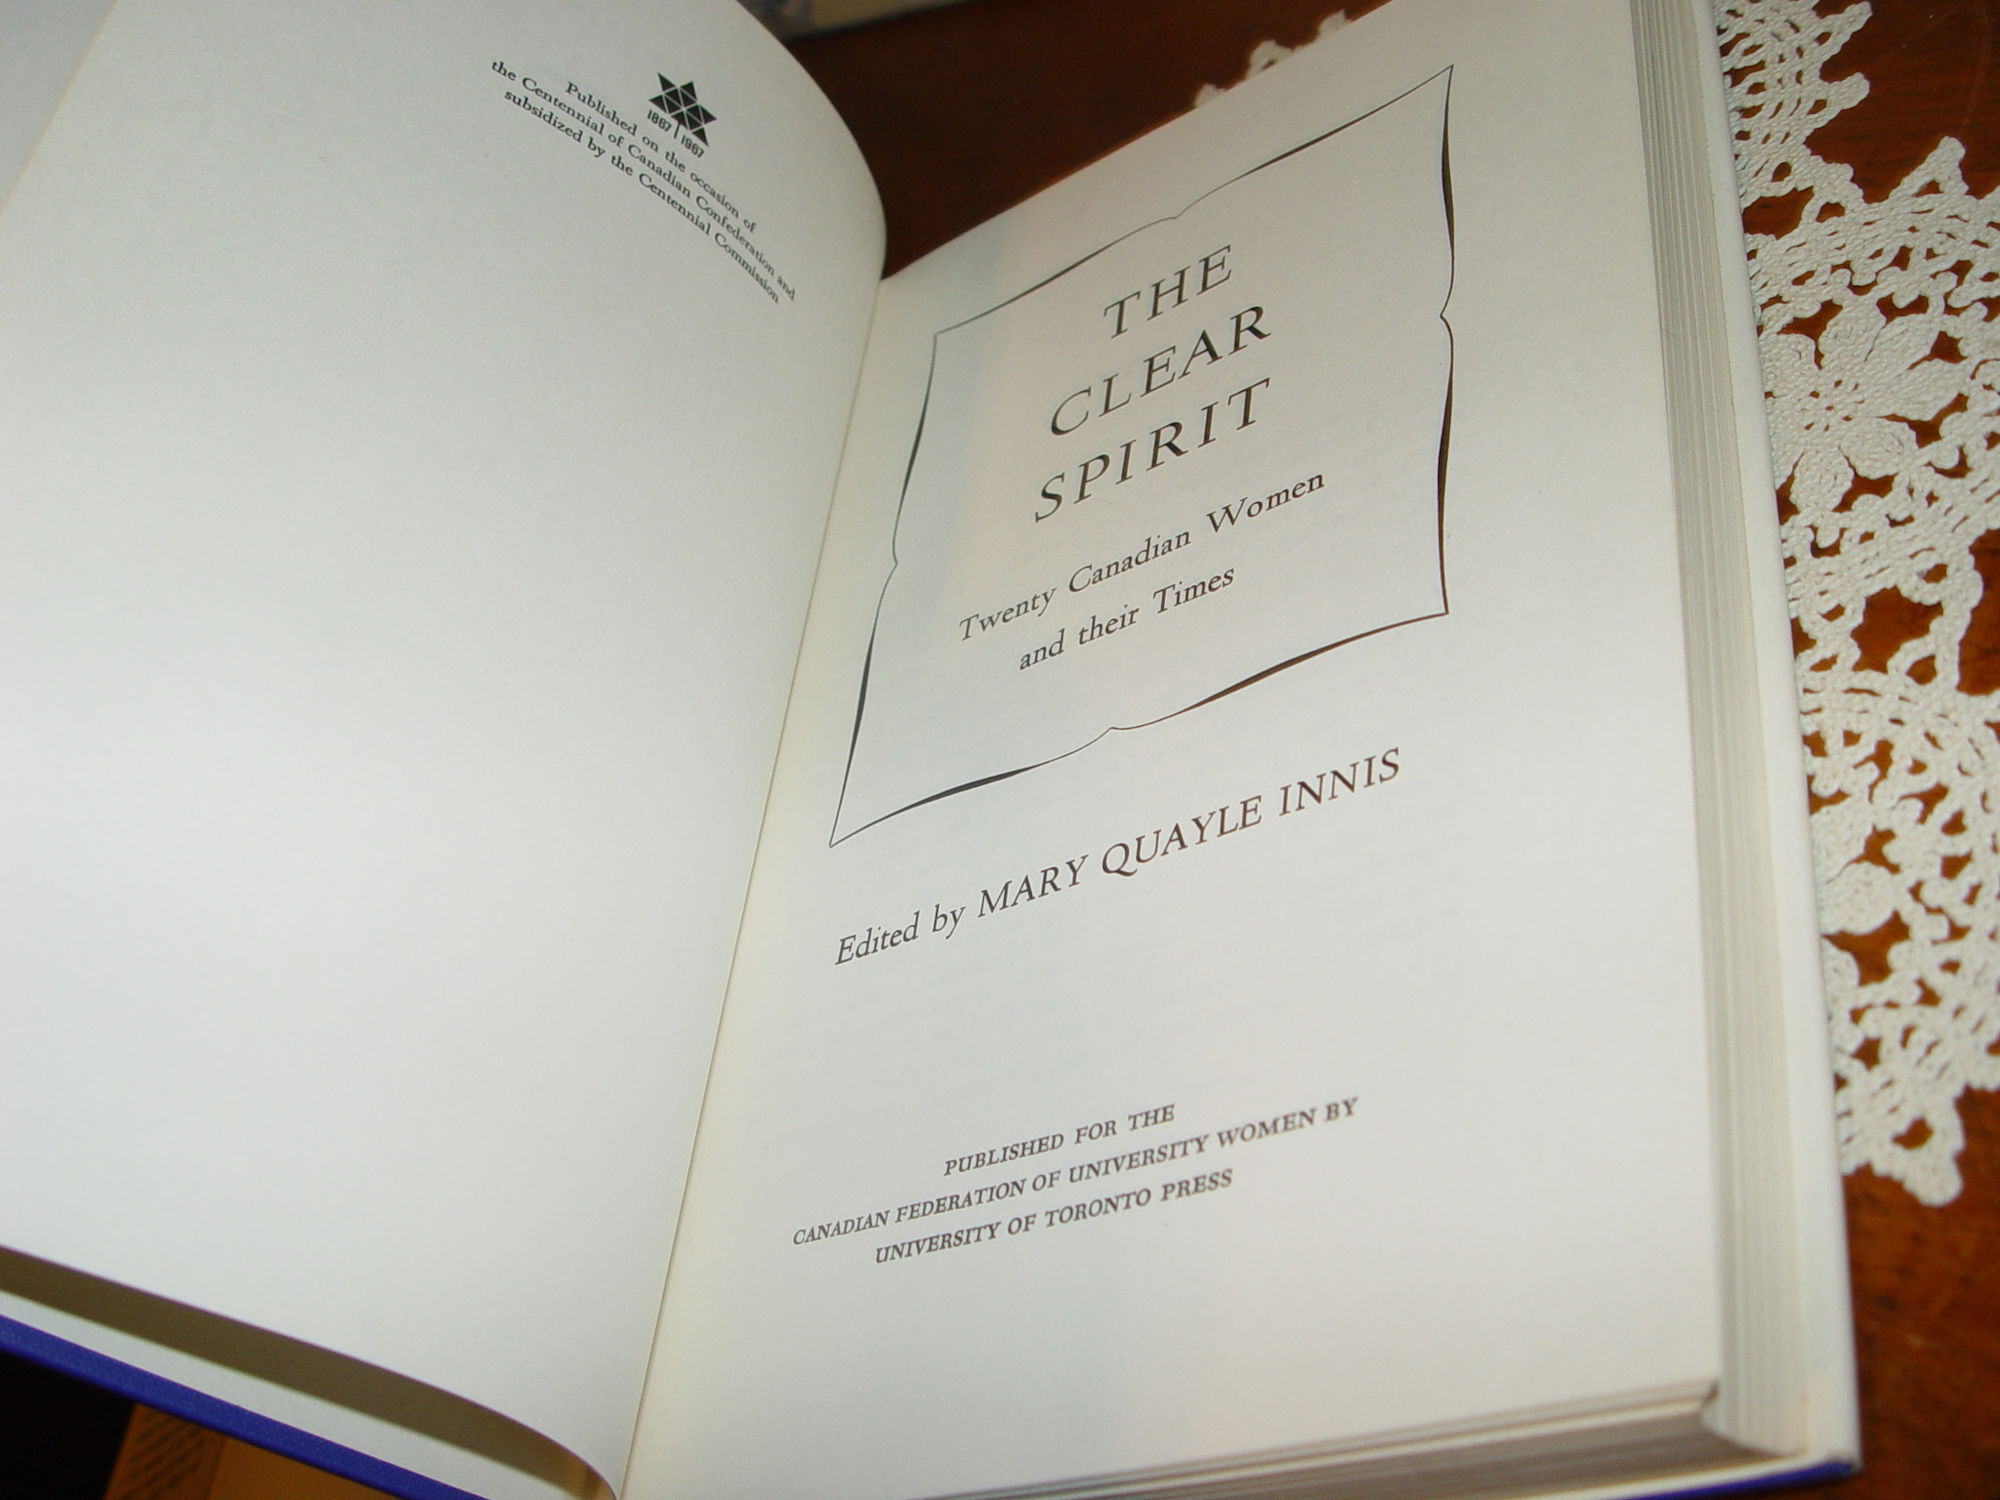 1867 1967
Published on the occasion of
the Centennial of Canadian Confederation and
subsidized by the Centennial Commission
THE
CLEAR
SPIRIT
Twenty Canadian Women
and their Times
Edited by MARY QUAYLE INNIS
PUBLISHED FOR THE
CANADIAN FEDERATION OF UNIVERSITY WOMEN BY
UNIVERSITY OF TORONTO PRESS